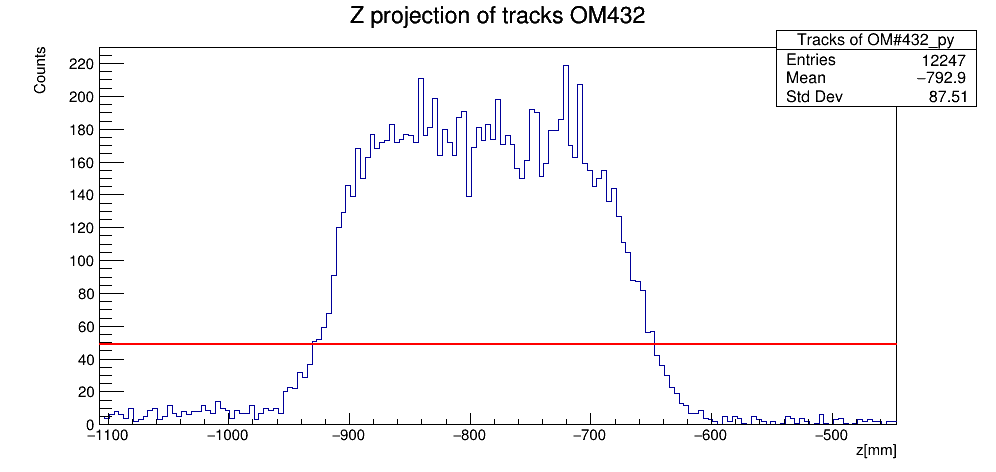 Z projection of tracks OM432
Tracks of OM#432_py
Entries 12247
Mean −792.9
Std Dev 87.51
Counts
220
200
180
160
140
120
100
80
60
40
20
0
−1100 −1000 −900 −800 −700 −600 −500
z[mm]